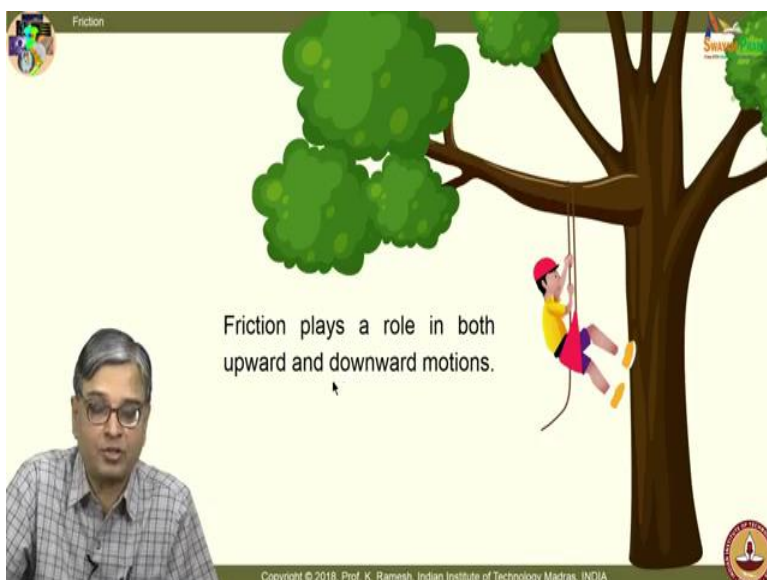 Friction
Friction plays a role in both
upward and downward motions.
Copyright © 2018, Prof. K. Ramesh, Indian Institute of Technology Madras, INDIA